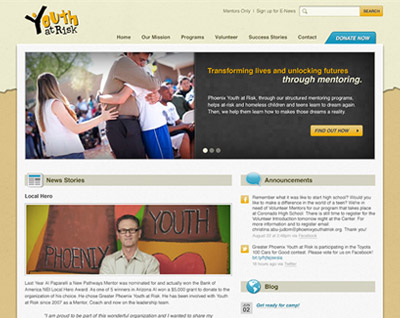 Youth
at Risk
Mentors Only | Sign up for E-News
SEARCH
Home Our Mission Programs Volunteer Success Stories Contact DONATE NOW
Transforming lives and unlocking futures
through mentoring.
Phoenix Youth at Risk, through our structured mentoring programs,
helps at-risk and homeless children and teens learn to dream again.
Then, we help them learn how to makes those dreams a reality
FIND OUT HOW
News Stories
Announcements
Local Hero
PHOENIX YOUTH
Remember what it was like to start high school? Would you
like to make a difference in the world of a teen? We're in
need of Volunteer Mentors for our program that takes place
at Coronado High School. There is still time to register for the
Volunteer Introduction tomorrow night at the Center. For
more information and to register email
Facebook
Greater Phoenix Youth at Risk is participating in the Toyota
100 Cars for Good contest. Please vote for us on Facebook!
18 hours ago via Twitter
Blog
JUN
02
Get ready for camp!
Last Year Al Paparelli a New Pathways Mentor was nominated for and actually won the Bank of
America NBI Local Hero Award. As one of 5 winners in Arizona Al won a $5,000 grant to donate to the
organization of his choice. He chose Greater Phoenix Youth at Risk. He has been involved with Youth
at Risk since 2007 as a Mentor, Coach and now on the leadership team.
"I am proud to be part of this wonderful organization and I wanted to share my